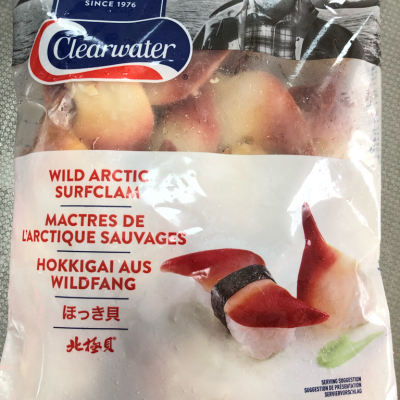 SINCE 1976
Clearwater
WILD ARCTIC
SURFCLAM
MACTRES DE
L'ARCTIQUE SAUVAGES
HOKKIGAI AUS
WILDFANG
ほっき貝
北極貝
SERVING SUGGESTION
SUGGESTION DE PRÉSENTATION
SERVIERVORSCHLAG